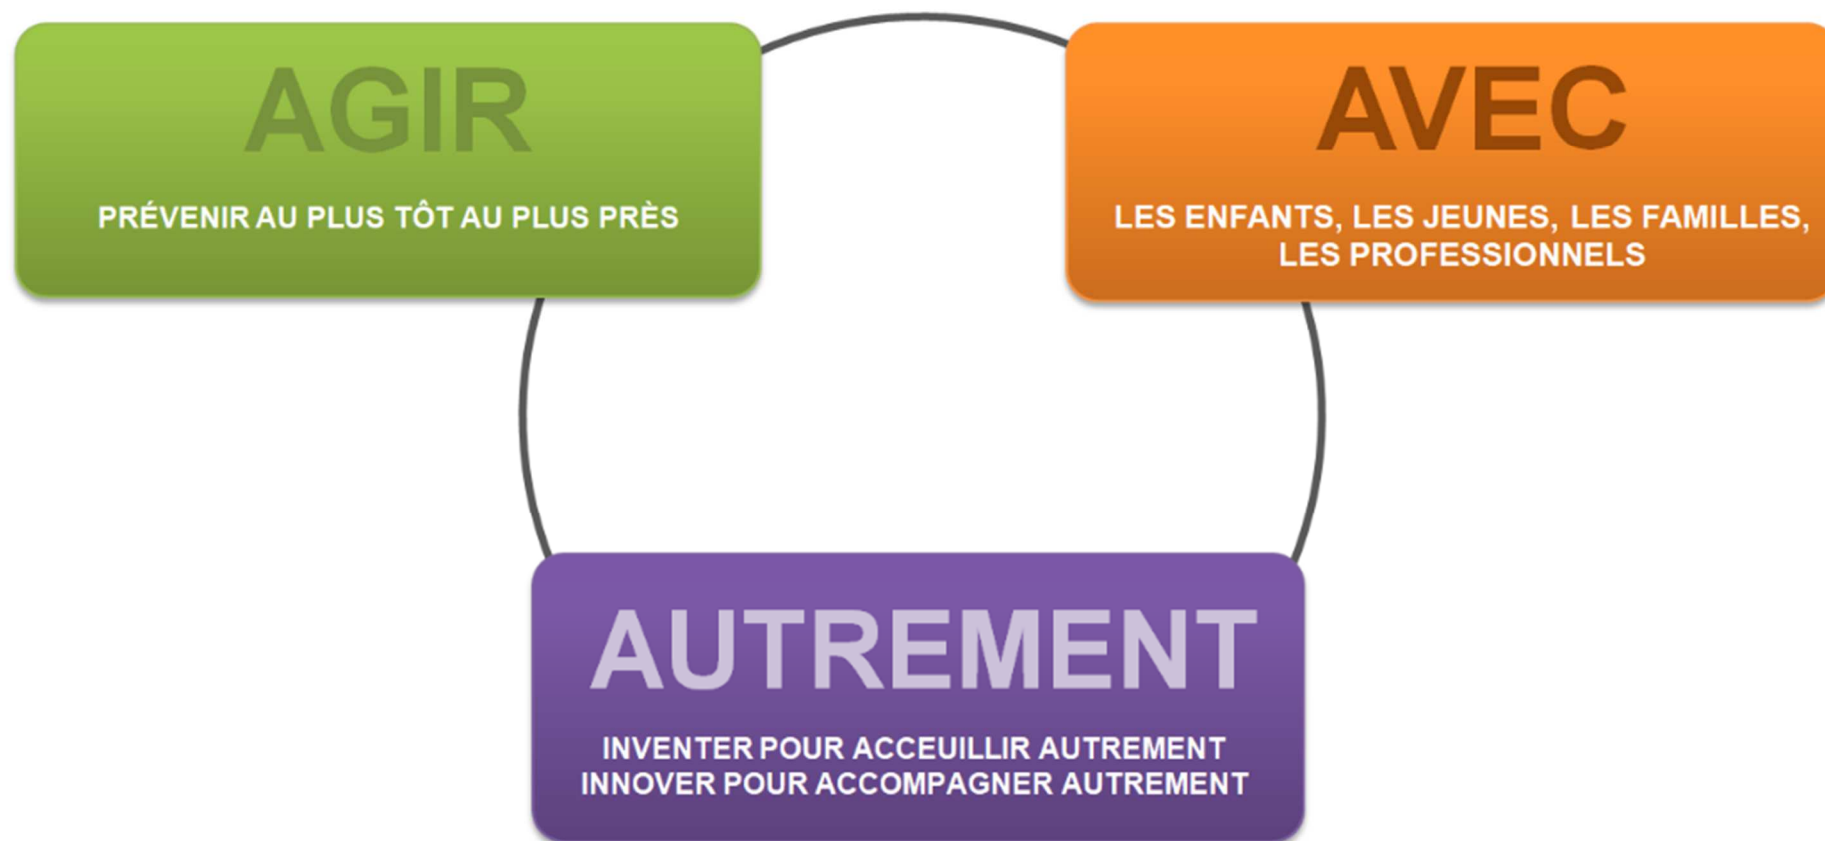 AGIR
PRÉVENIR AU PLUS TÔT AU PLUS PRÈS
AVEC
LES ENFANTS, LES JEUNES, LES FAMILLES,
LES PROFESSIONNELS
AUTREMENT
INVENTER POUR ACCEUILLIR AUTREMENT
INNOVER POUR ACCOMPAGNER AUTREMENT